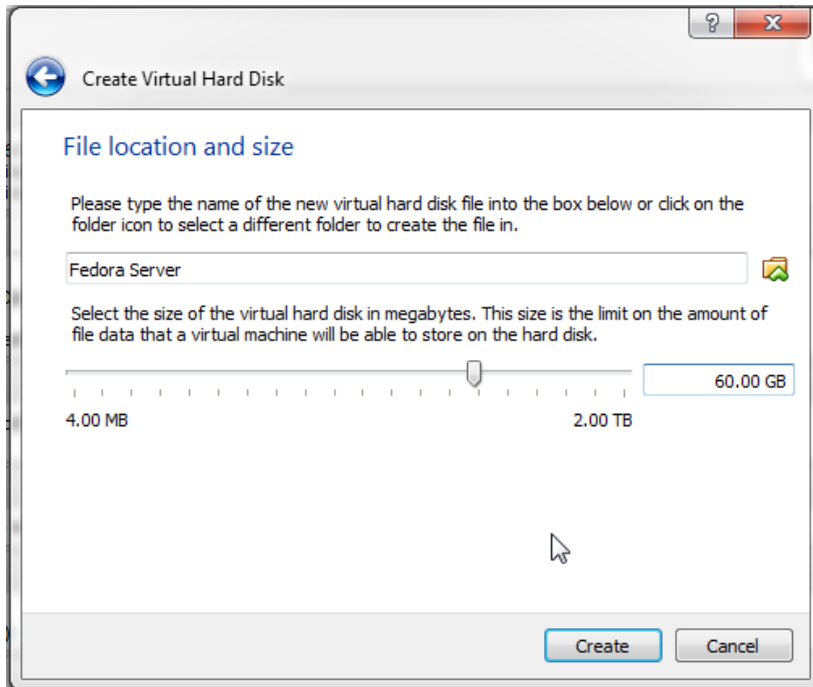 ?
X
Create Virtual Hard Disk
File location and size
Please type the name of the new virtual hard disk file into the box below or click on the
folder icon to select a different folder to create the file in.
Fedora Server
Select the size of the virtual hard disk in megabytes. This size is the limit on the amount of
file data that a virtual machine will be able to store on the hard disk.
60.00 GB
4.00 MB 2.00 TB
Create Cancel